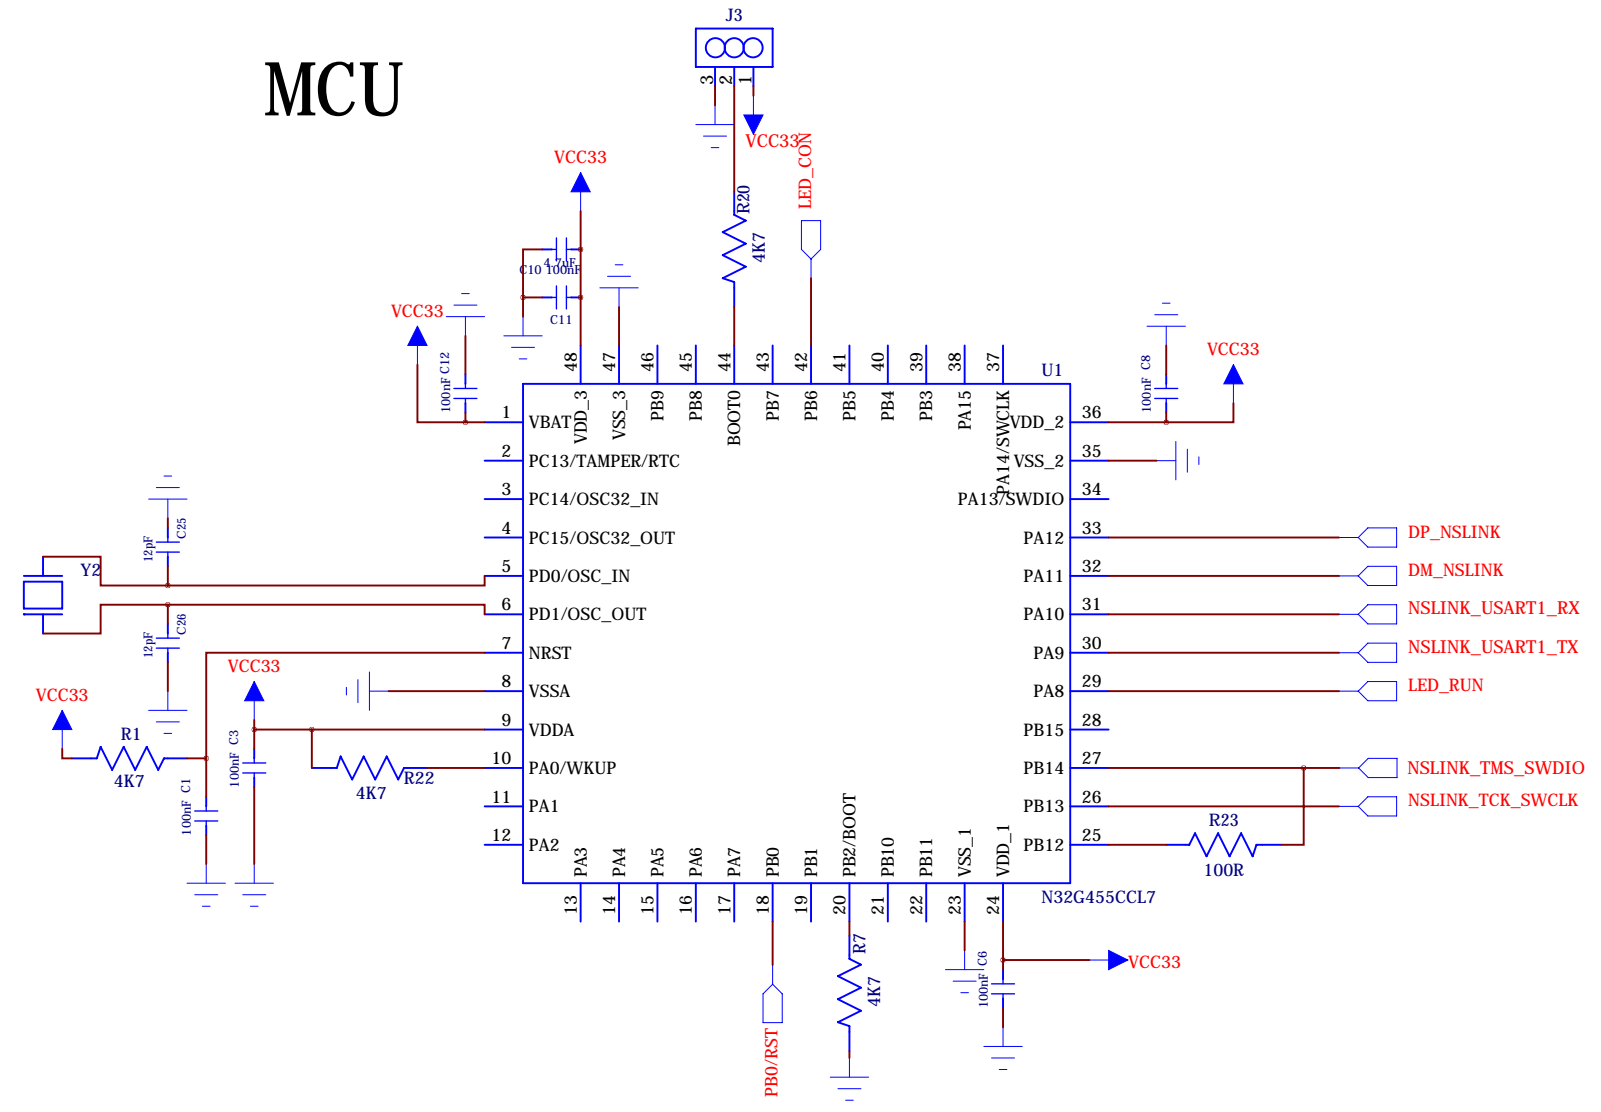 J3
MCU
3
2
1
VCC33
LED_CON
VCC33
R20
4K7
4.7uF
C10 100nF
C11
VCC33
100nF C12
100nF C8
VCC33
48
47
46
45
44
43
42
41
40
39
38
37
U1
VDD_3
VSS_3
PB9
PB8
BOOT0
PB7
PB6
PB5
PB4
PB3
PA15
PA14/SWCLK
1 VBAT
2 PC13/TAMPER/RTC
3 PC14/OSC32_IN
4 PC15/OSC32_OUT
5 PD0/OSC_IN
6 PD1/OSC_OUT
7 NRST
8 VSSA
9 VDDA
10 PA0/WKUP
11 PA1
12 PA2
VDD_2 36
VSS_2 35
PA13/SWDIO 34
PA12 33 DP_NSLINK
PA11 32 DM_NSLINK
PA10 31 NSLINK_USART1_RX
PA9 30 NSLINK_USART1_TX
PA8 29 LED_RUN
PB15 28
PB14 27 NSLINK_TMS_SWDIO
PB13 26 NSLINK_TCK_SWCLK
PB12 25
R23
100R
12pF C25
Y2
12pF C26
VCC33
VCC33
R1
4K7
100nF C1
100nF C3
R22
4K7
PA3
PA4
PA5
PA6
PA7
PB0
PB1
PB2/BOOT
PB10
PB11
VSS_1
VDD_1
13
14
15
16
17
18
19
20
21
22
23
24
N32G455CCL7
R7
4K7
100nF C6
VCC33
PB0/RST